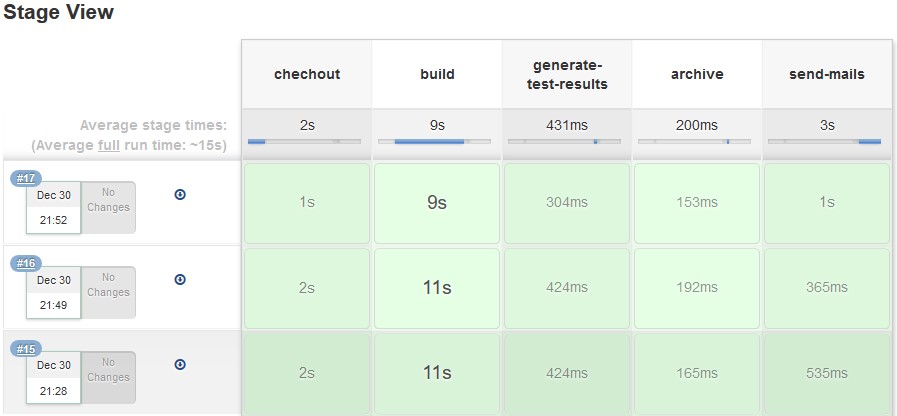 Stage View
chechout build generate- archive send-mails
test-results
Average stage times: 2s 9s 431ms 200ms 3s
(Average full run time: ~15s)
#17
Dec 30 No
Changes
21:52
1s 9s 304ms 153ms 1s
#16
Dec 30 No
Changes
21:49
2s 11s 424ms 192ms 365ms
#15
Dec 30 No
Changes
21:28
2s 11s 424ms 165ms 535ms